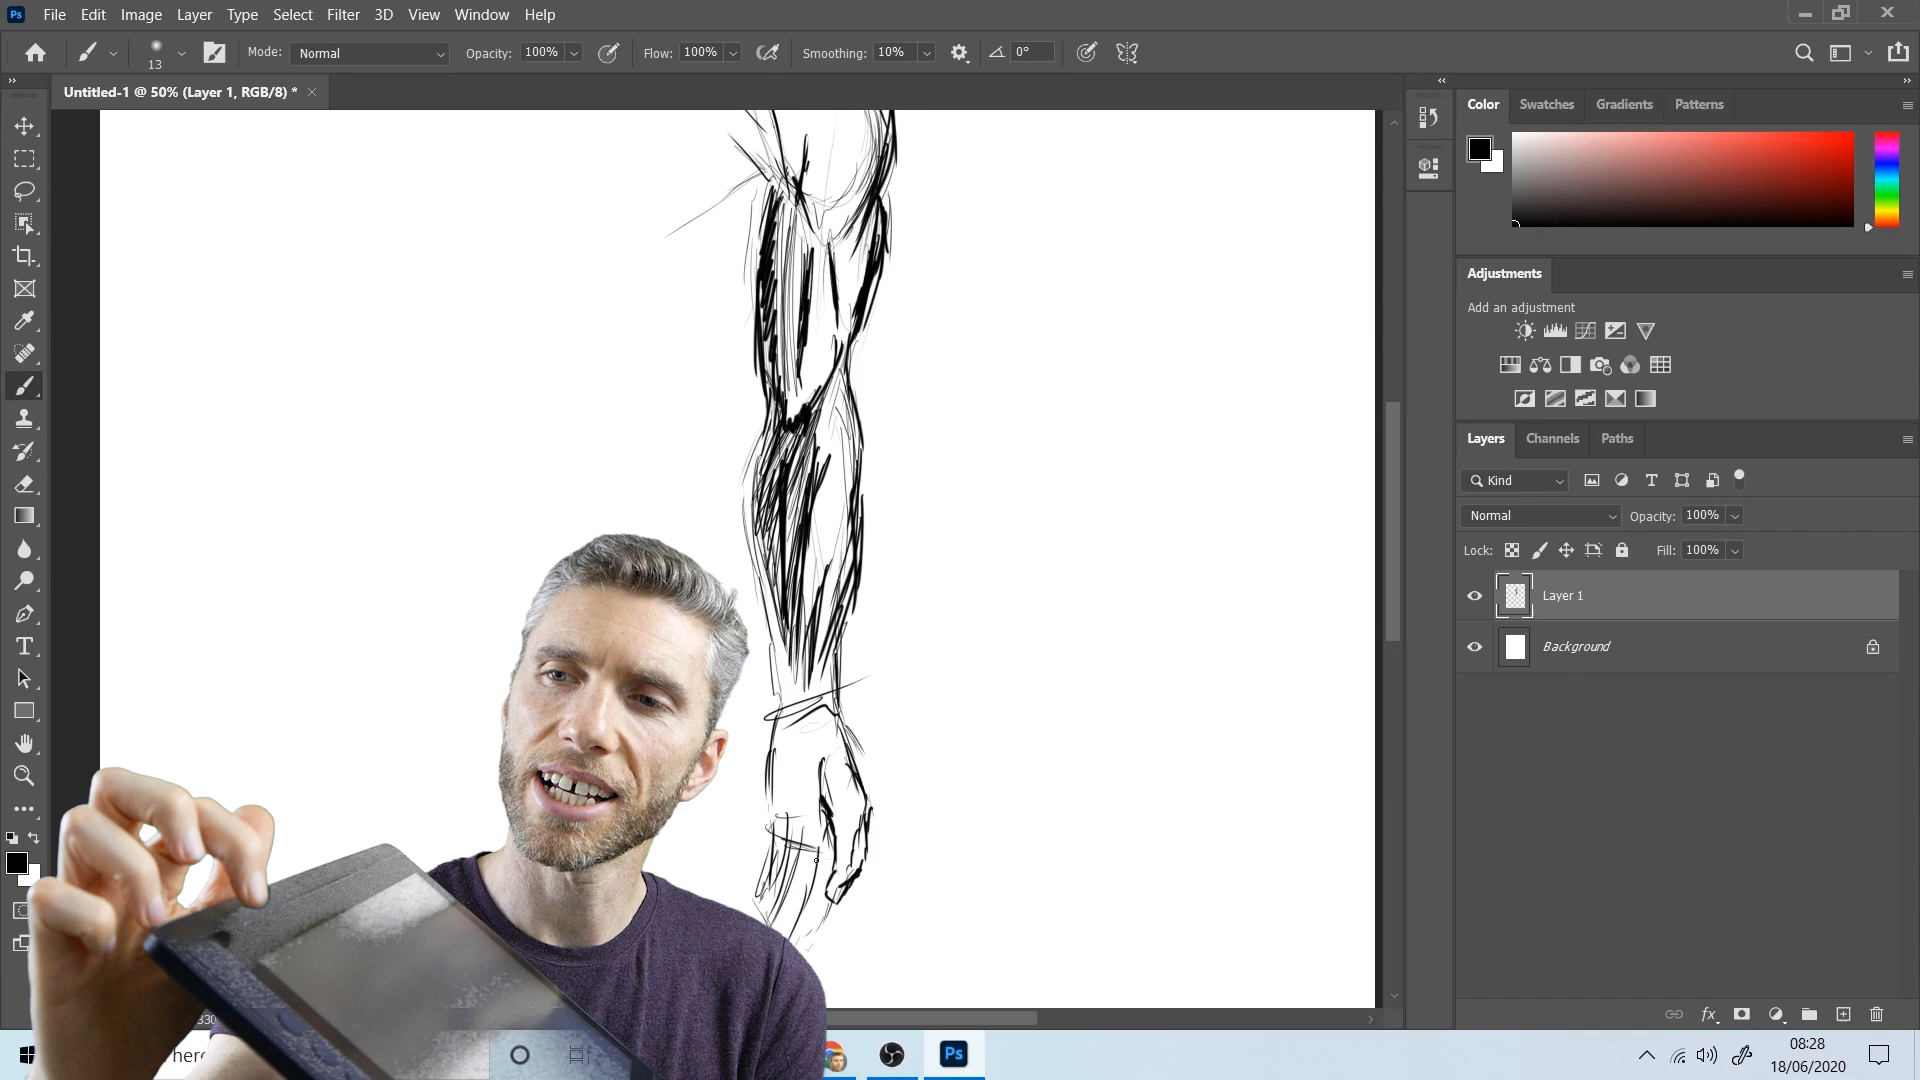 Ps File Edit Image Layer Type Select Filter 3D View Window Help
13 Mode: Normal Opacity: 100% Flow: 100% Smoothing: 10% 0°
Untitled-1 @ 50% (Layer 1, RGB/8) *
Color Swatches Gradients Patterns
Adjustments
Add an adjustment
Layers Channels Paths
Kind
Normal Opacity: 100%
Lock: Fill: 100%
Layer 1
Background
fx
330
here
Ps
08:28
18/06/2020